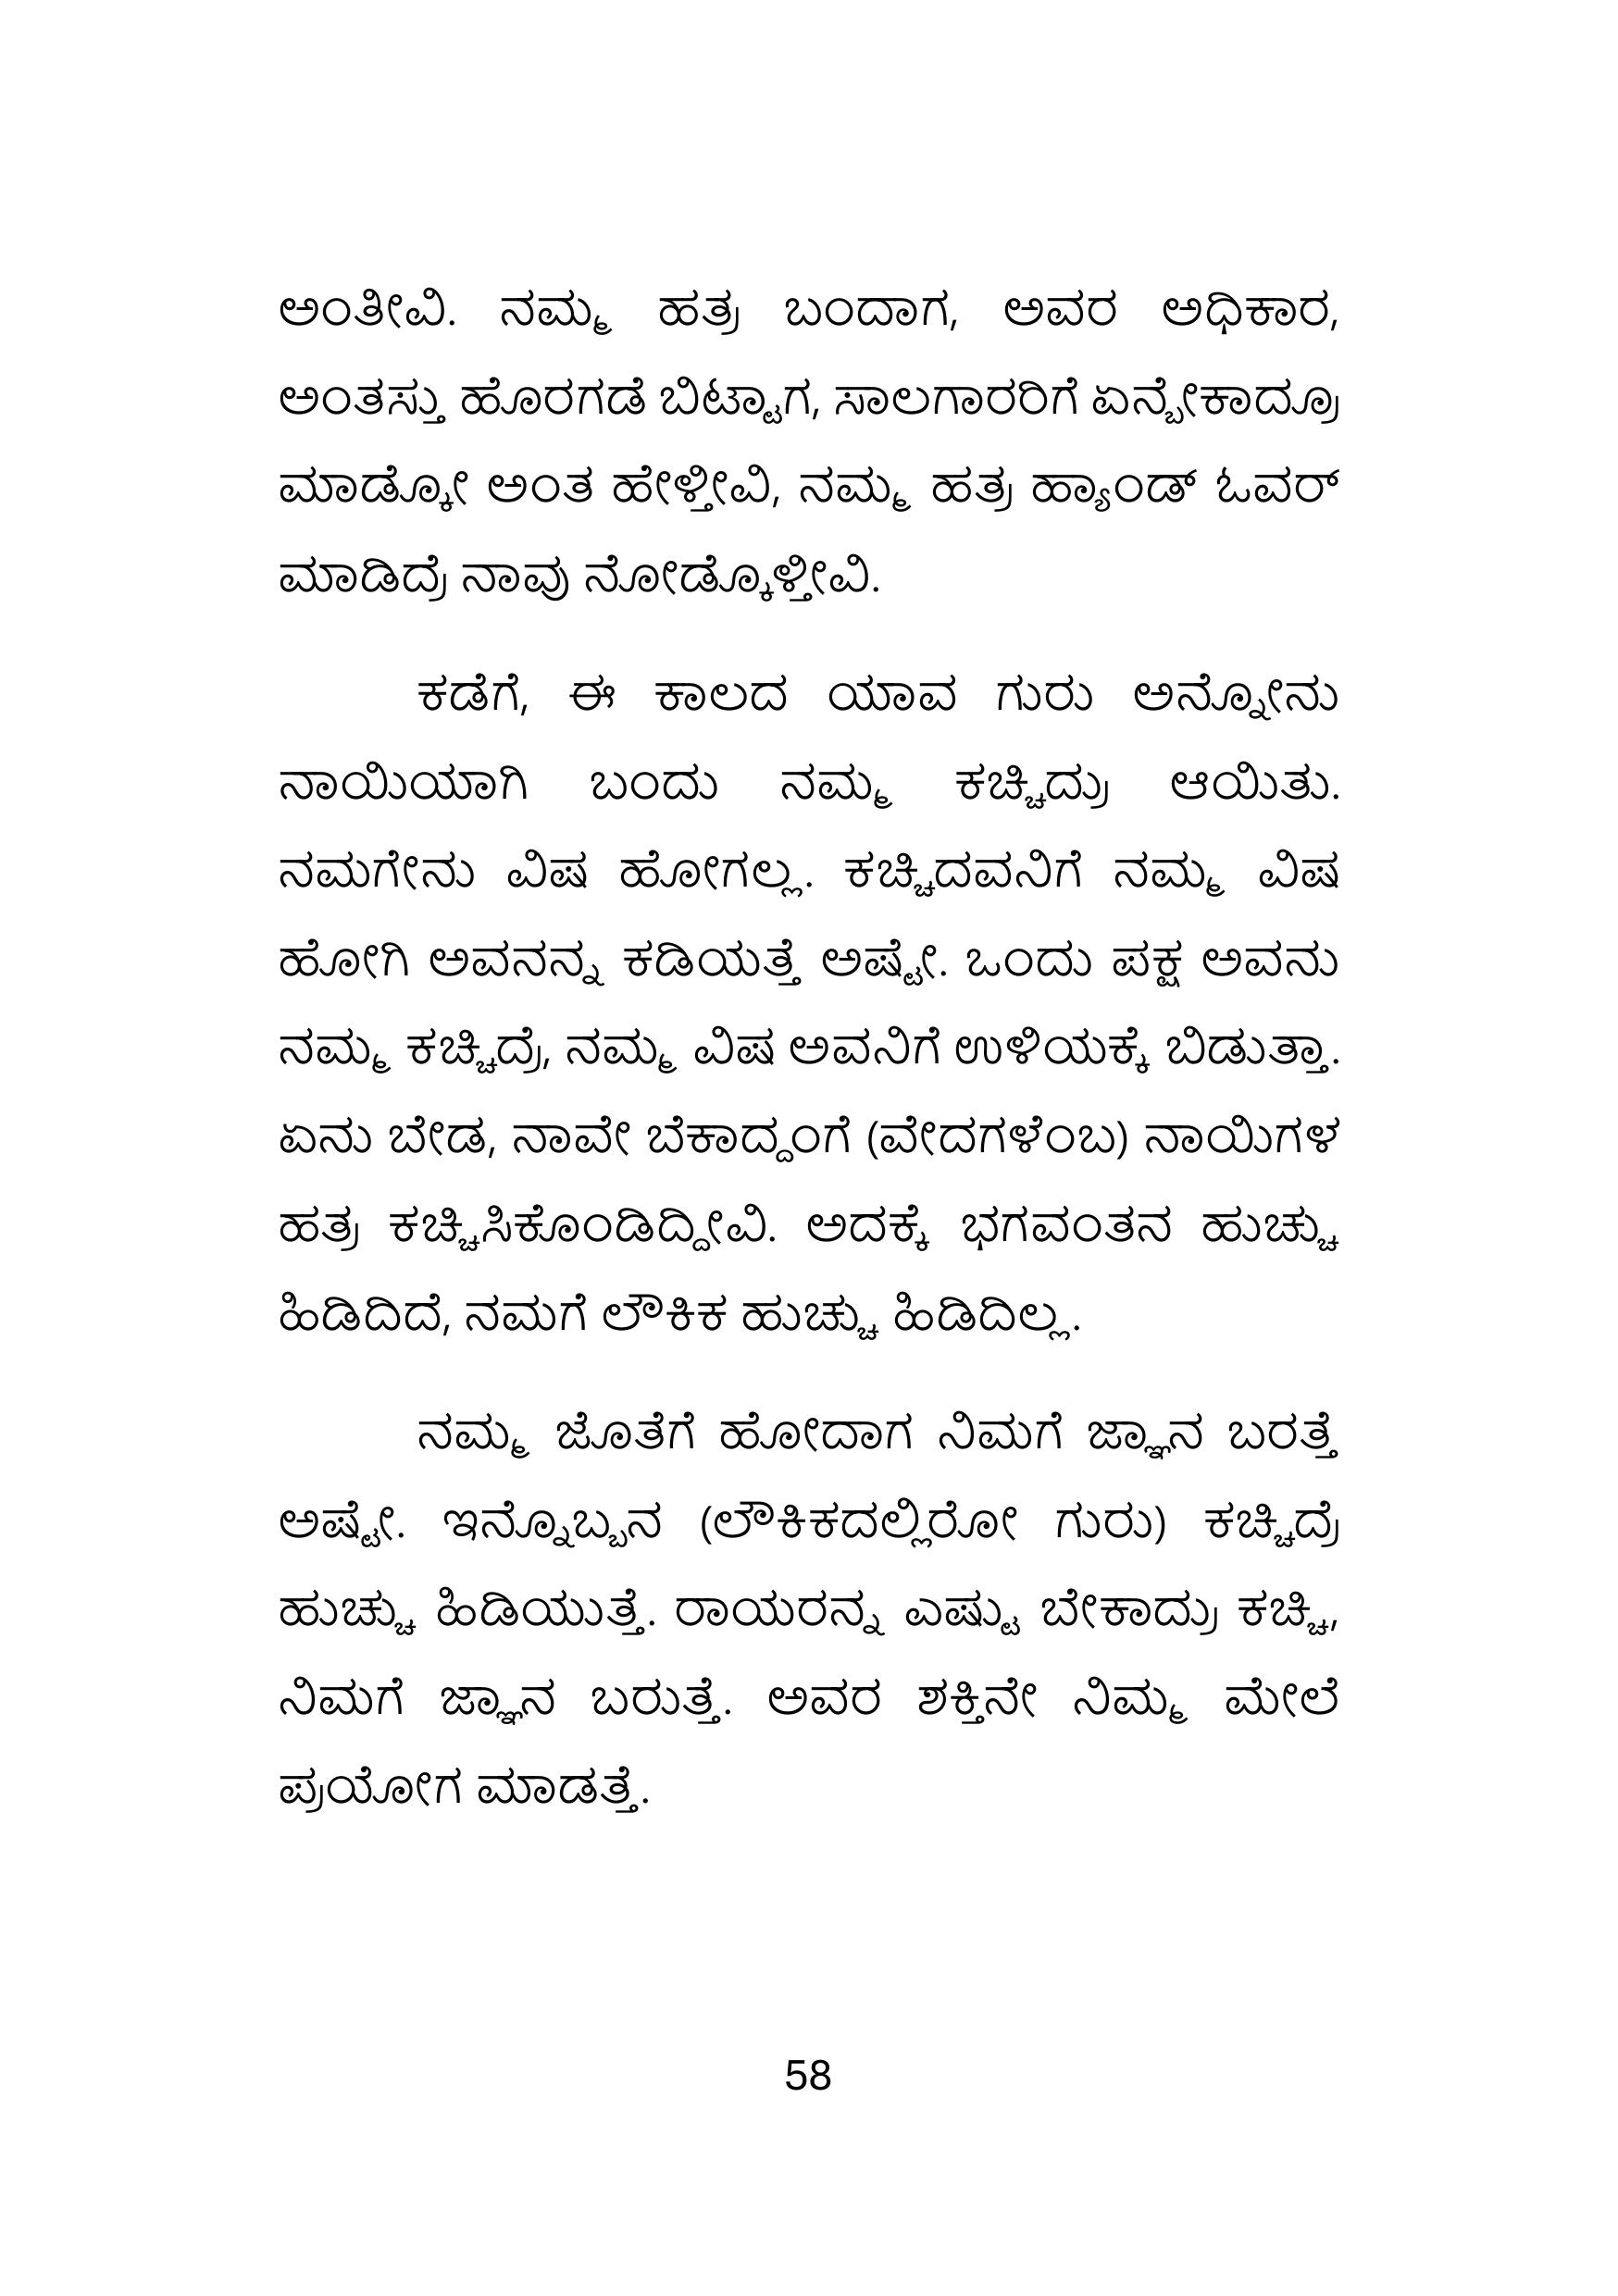 ಅಂತೀವಿ. ನಮ್ಮ ಹತ್ರ ಬಂದಾಗ, ಅವರ ಅಧಿಕಾರ,
ಅಂತಸ್ತು ಹೊರಗಡೆ ಬಿಟ್ಟಾಗ, ಸಾಲಗಾರರಿಗೆ ಏನ್ಬೇಕಾದ್ರೂ
ಮಾಡ್ಕೋ ಅಂತ ಹೇಳ್ತೀವಿ, ನಮ್ಮ ಹತ್ರ ಹ್ಯಾಂಡ್ ಓವರ್
ಮಾಡಿದ್ರೆ ನಾವು ನೋಡ್ಕೊಳ್ತೀವಿ.
ಕಡೆಗೆ, ಈ ಕಾಲದ ಯಾವ ಗುರು ಅನ್ನೋನು
ನಾಯಿಯಾಗಿ ಬಂದು ನಮ್ಮ ಕಚ್ಚಿದ್ರು ಆಯಿತು.
ನಮಗೇನು ವಿಷ ಹೋಗಲ್ಲ. ಕಚ್ಚಿದವನಿಗೆ ನಮ್ಮ ವಿಷ
ಹೋಗಿ ಅವನನ್ನ ಕಡಿಯತ್ತೆ ಅಷ್ಟೇ. ಒಂದು ಪಕ್ಷ ಅವನು
ನಮ್ಮ ಕಚ್ಚಿದ್ರೆ, ನಮ್ಮ ವಿಷ ಅವನಿಗೆ ಉಳಿಯಕ್ಕೆ ಬಿಡುತ್ತಾ.
ಏನು ಬೇಡ, ನಾವೇ ಬೆಕಾದ್ದಂಗೆ (ವೇದಗಳೆಂಬ) ನಾಯಿಗಳ
ಹತ್ರ ಕಚ್ಚಿಸಿಕೊಂಡಿದ್ದೀವಿ. ಅದಕ್ಕೆ ಭಗವಂತನ ಹುಚ್ಚು
ಹಿಡಿದಿದೆ, ನಮಗೆ ಲೌಕಿಕ ಹುಚ್ಚು ಹಿಡಿದಿಲ್ಲ.
ನಮ್ಮ ಜೊತೆಗೆ ಹೋದಾಗ ನಿಮಗೆ ಜ್ಞಾನ ಬರತ್ತೆ
ಅಷ್ಟೇ. ಇನ್ನೊಬ್ಬನ (ಲೌಕಿಕದಲ್ಲಿರೋ ಗುರು) ಕಚ್ಚಿದ್ರೆ
ಹುಚ್ಚು ಹಿಡಿಯುತ್ತೆ. ರಾಯರನ್ನ ಎಷ್ಟು ಬೇಕಾದ್ರು ಕಚ್ಚಿ,
ನಿಮಗೆ ಜ್ಞಾನ ಬರುತ್ತೆ. ಅವರ ಶಕ್ತಿನೇ ನಿಮ್ಮ ಮೇಲೆ
ಪ್ರಯೋಗ ಮಾಡತ್ತೆ.
58